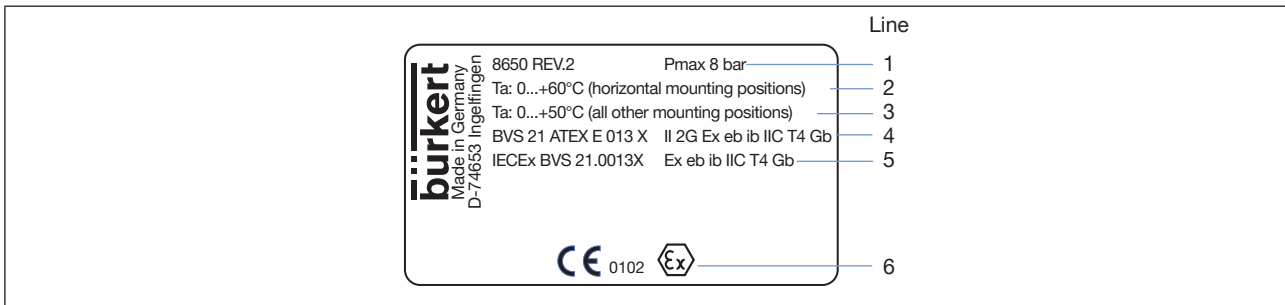 Line
8650 REV.2 Pmax 8 bar 1
Ta: 0...+60°C (horizontal mounting positions) 2
Ta: 0...+50°C (all other mounting positions) 3
BVS 21 ATEX E 013 X II 2G Ex eb ib IIC T4 Gb 4
IECEx BVS 21.0013X Ex eb ib IIC T4 Gb 5
bürkert
Made in Germany
D-74653 Ingelfingen
CE 0102 Ex 6